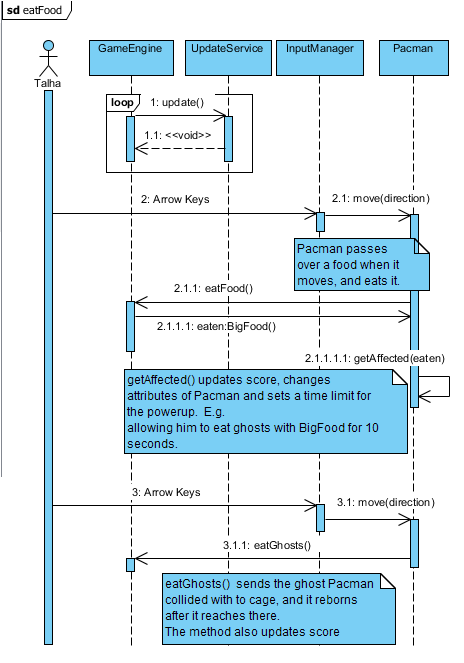 sd eatFood
GameEngine
UpdateService
InputManager
Pacman
Talha
loop
1: update()
1.1: <<void>>
2: Arrow Keys
2.1: move(direction)
Pacman passes
over a food when it
moves, and eats it.
2.1.1: eatFood()
2.1.1.1: eaten:BigFood()
2.1.1.1.1: getAffected(eaten)
getAffected() updates score, changes
attributes of Pacman and sets a time limit for
the powerup. E.g.
allowing him to eat ghosts with BigFood for 10
seconds.
3: Arrow Keys
3.1: move(direction)
3.1.1: eatGhosts()
eatGhosts() sends the ghost Pacman
collided with to cage, and it reborns
after it reaches there.
The method also updates score